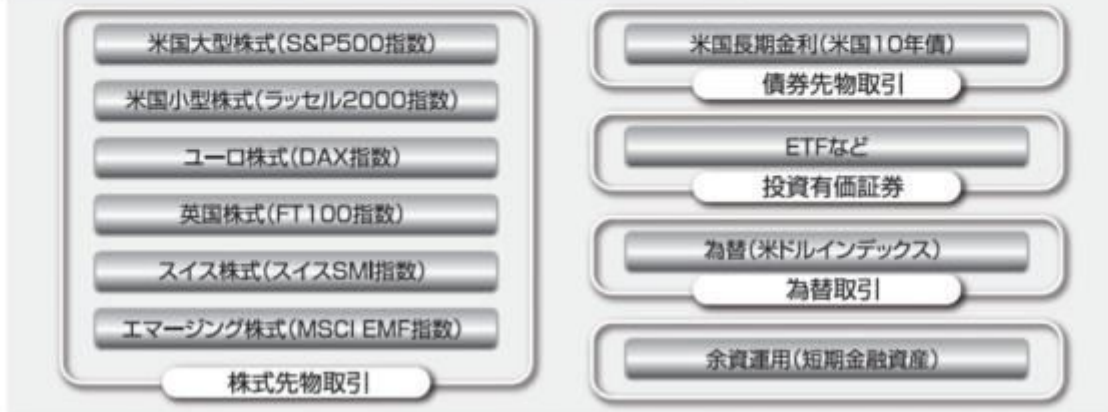 米国大型株式(S&P500指数)
米国小型株式(ラッセル2000指数)
ユーロ株式(DAX指数)
英国株式(FT100指数)
スイス株式(スイスSMI指数)
エマージング株式(MSCI EMF指数)
株式先物取引
米国長期金利(米国10年債)
債券先物取引
ETFなど
投資有価証券
為替(米ドルインデックス)
為替取引
余資運用(短期金融資産)